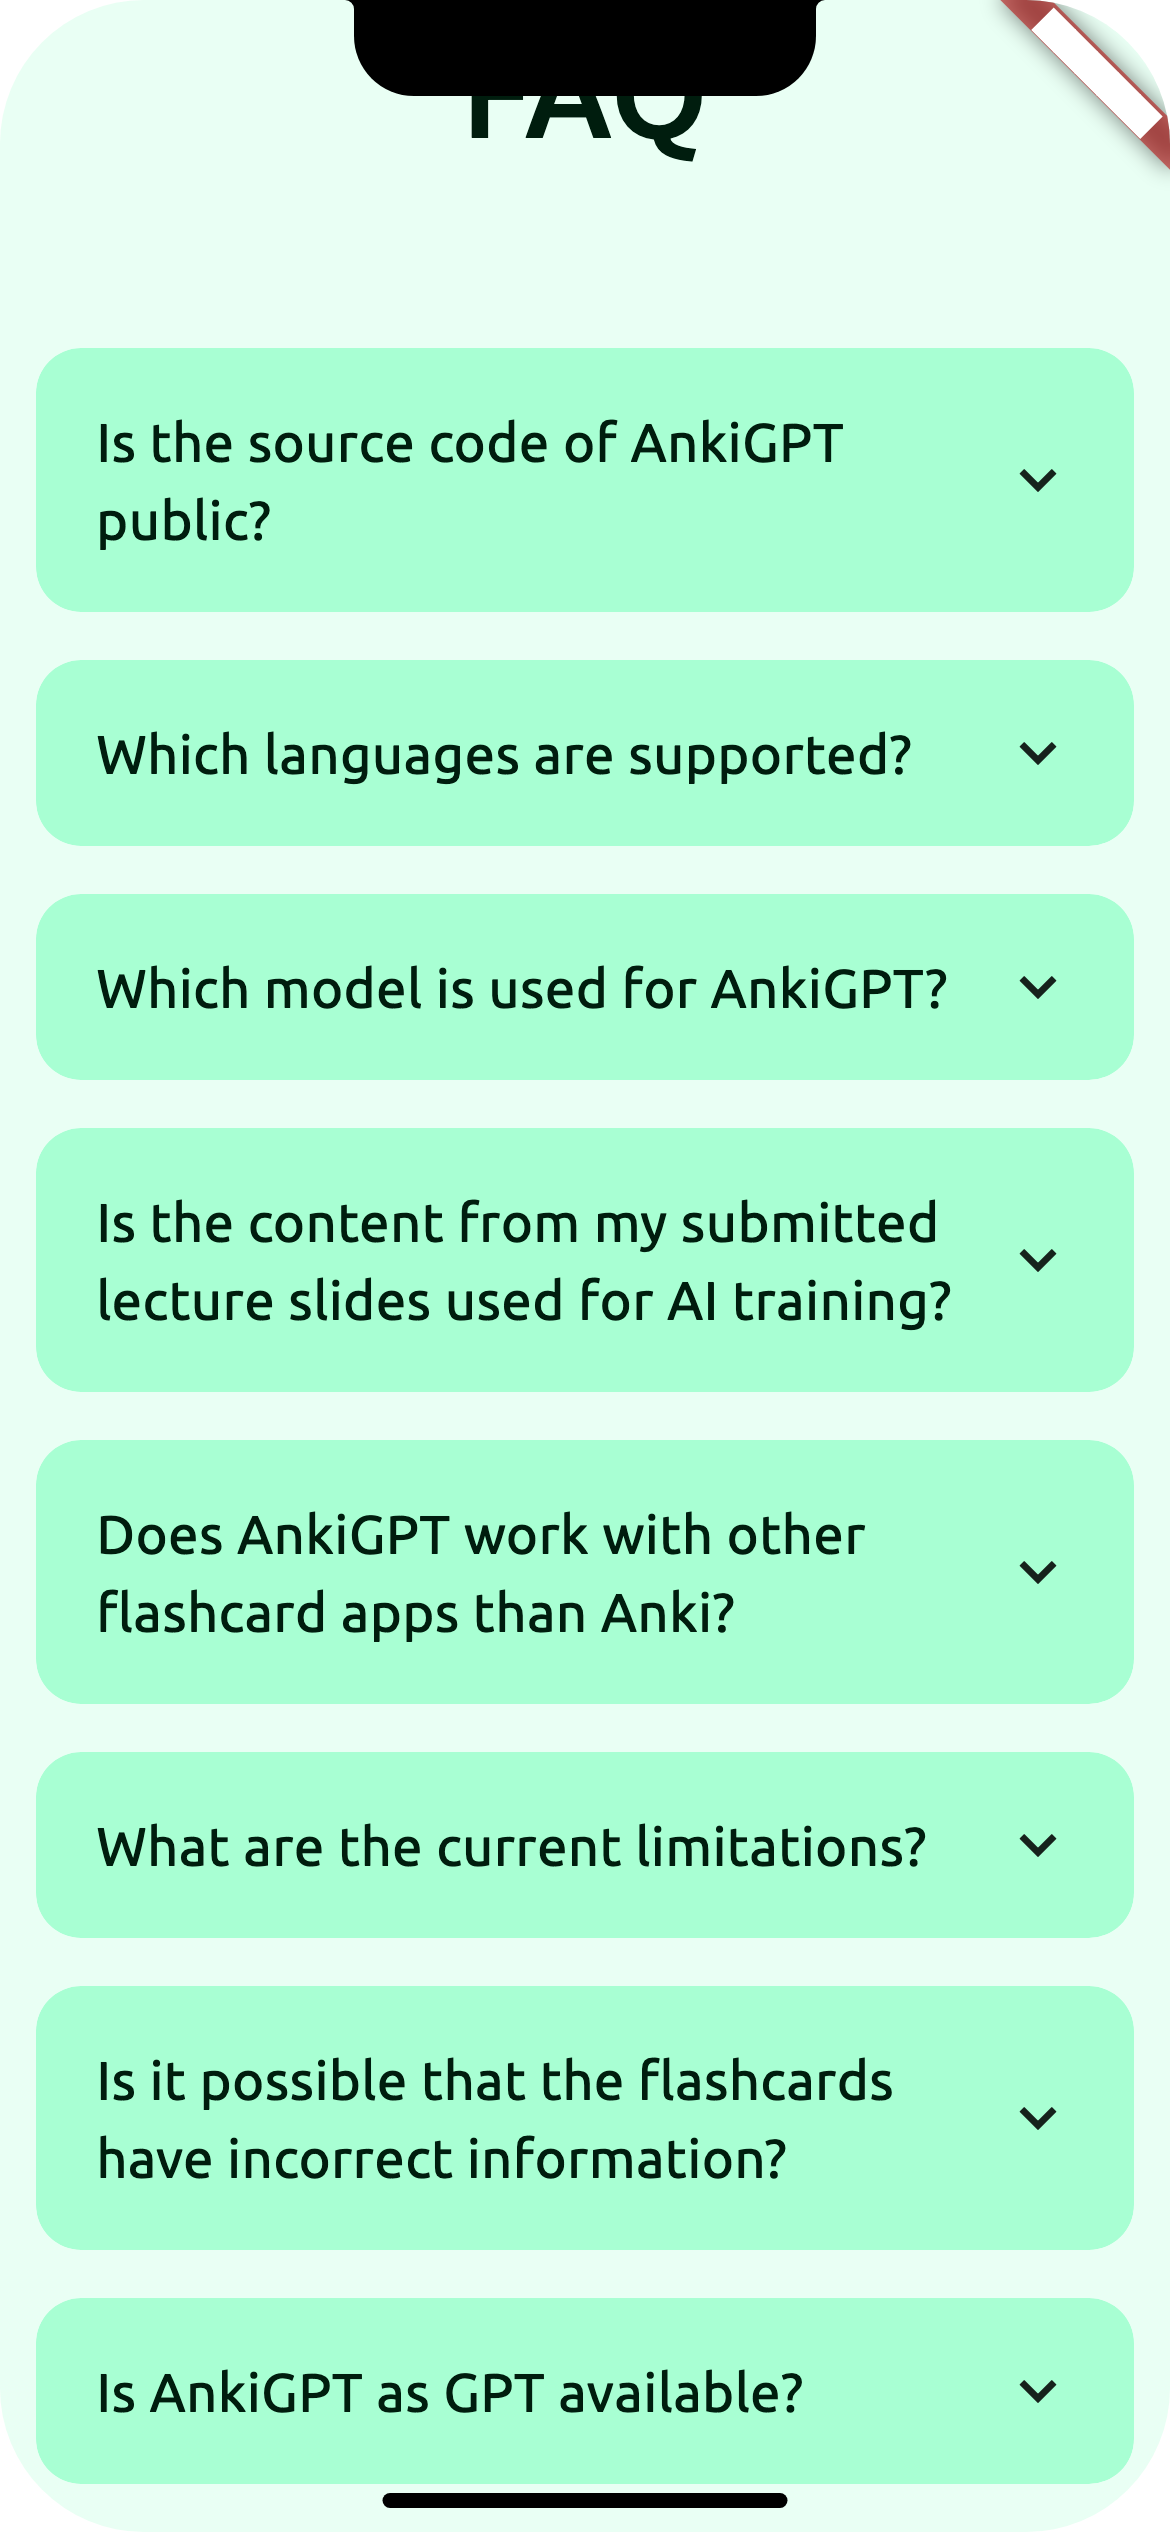 FAQ
Is the source code of AnkiGPT
public?
Which languages are supported?
Which model is used for AnkiGPT?
Is the content from my submitted
lecture slides used for AI training?
Does AnkiGPT work with other
flashcard apps than Anki?
What are the current limitations?
Is it possible that the flashcards
have incorrect information?
Is AnkiGPT as GPT available?